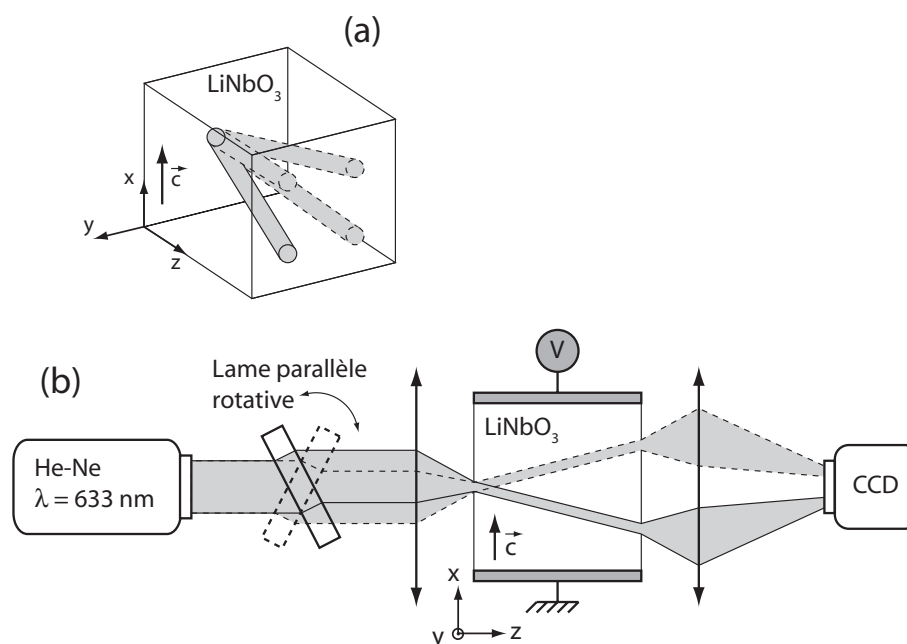 (a)
LiNbO₃
x
c
y
z
V
(b)
Lame parallèle
rotative
LiNbO₃
He-Ne
λ = 633 nm
CCD
c
x
y
z